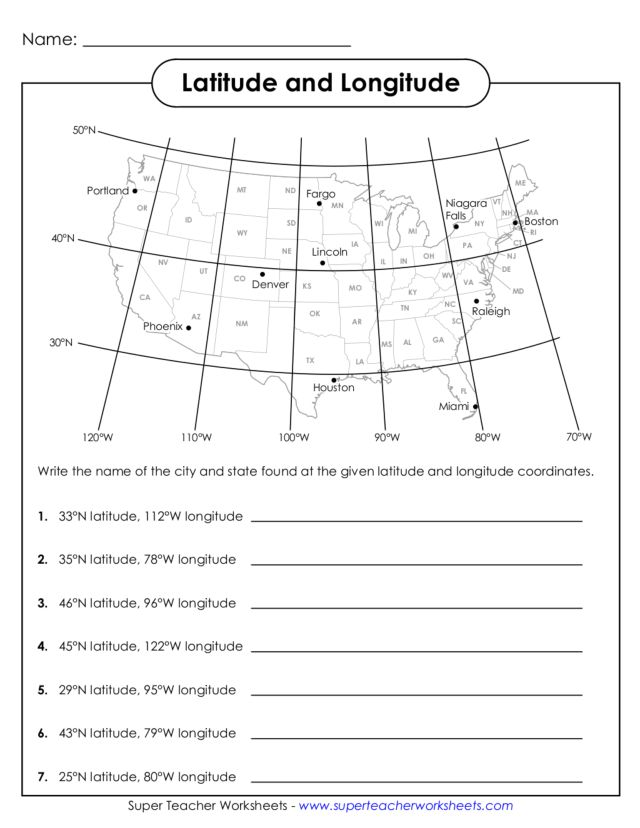 Name:
Latitude and Longitude
50°N
WA
Portland
OR
MT
ND
Fargo
MN
ID
WY
SD
WI
MI
Niagara
Falls
NY
VT
ME
NH
MA
Boston
RI
CT
40°N
NV
UT
NE
Lincoln
IA
IL
IN
OH
PA
NJ
DE
MD
CO
Denver
KS
MO
KY
WV
VA
CA
AZ
Phoenix
NM
OK
AR
TN
NC
Raleigh
SC
30°N
TX
LA
MS
AL
GA
Houston
FL
Miami
120°W
110°W
100°W
90°W
80°W
70°W
Write the name of the city and state found at the given latitude and longitude coordinates.
1. 33°N latitude, 112°W longitude
2. 35°N latitude, 78°W longitude
3. 46°N latitude, 96°W longitude
4. 45°N latitude, 122°W longitude
5. 29°N latitude, 95°W longitude
6. 43°N latitude, 79°W longitude
7. 25°N latitude, 80°W longitude
Super Teacher Worksheets - www.superteacherworksheets.com